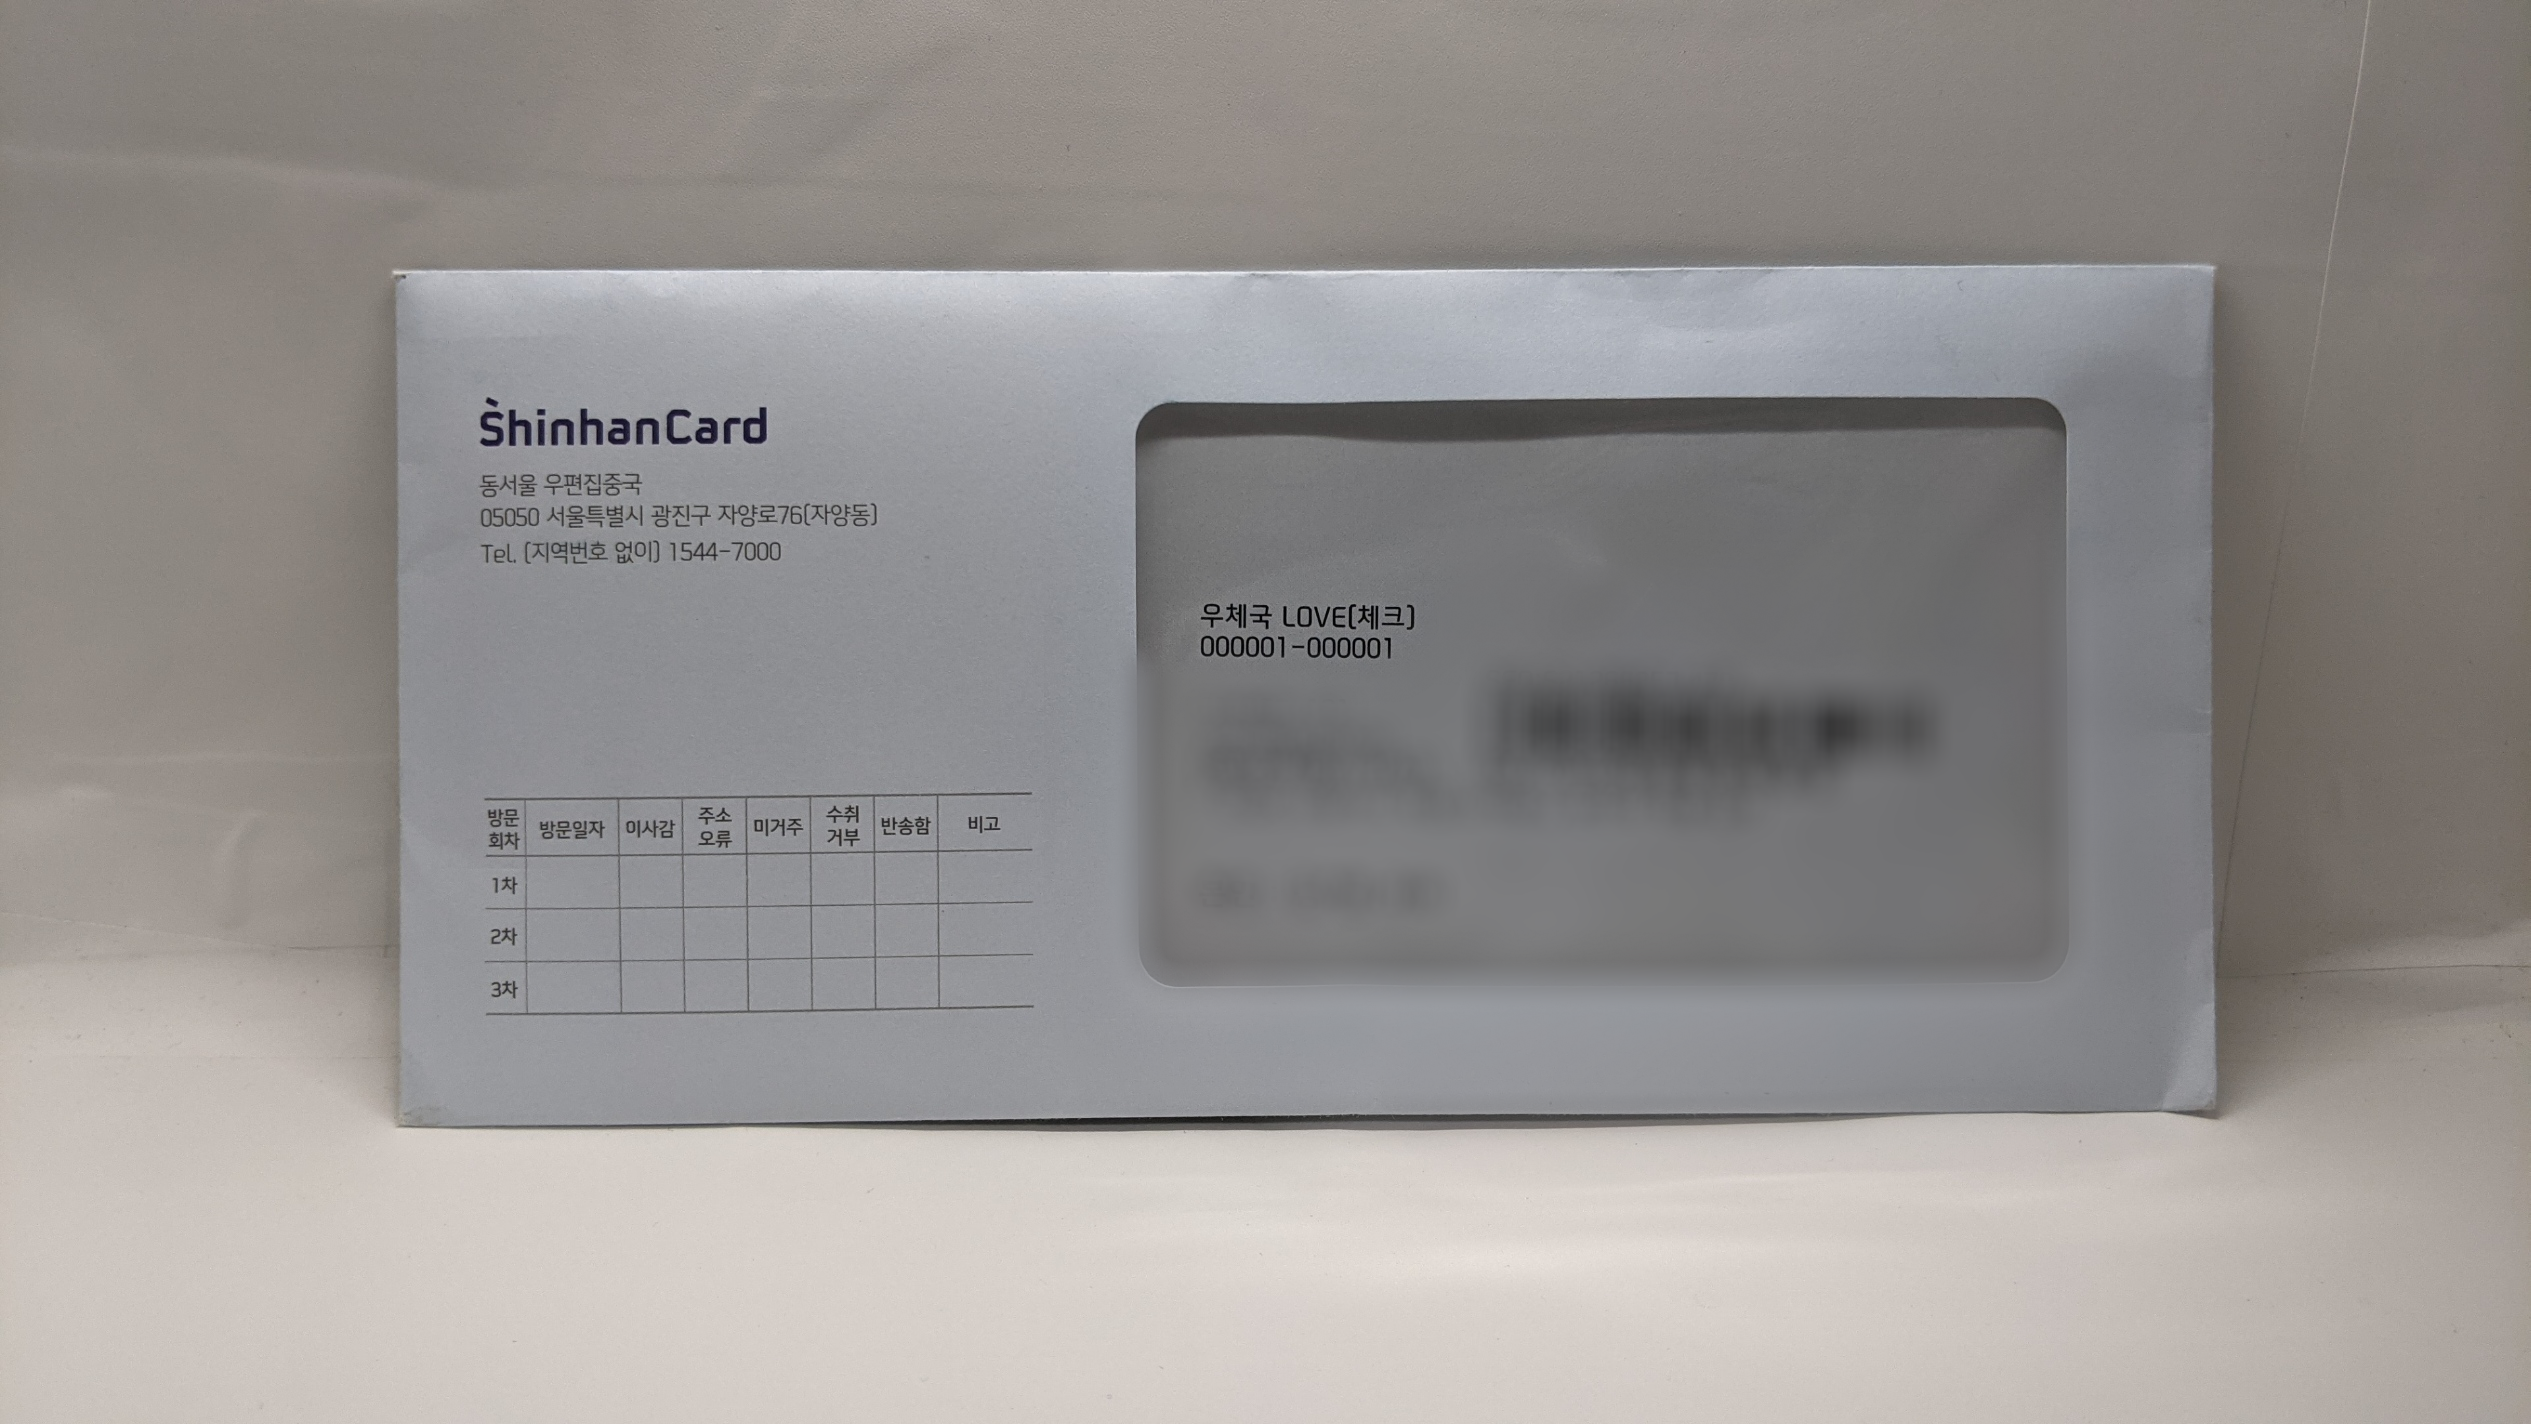 ShinhanCard
동서울 우편집중국
05050 서울특별시 광진구 자양로76(자양동)
Tel. (지역번호 없이) 1544-7000
우체국 LOVE(체크)
000001-000001
방문회차 방문일자 이사감 주소오류 미거주 수취거부 반송함 비고
1차
2차
3차